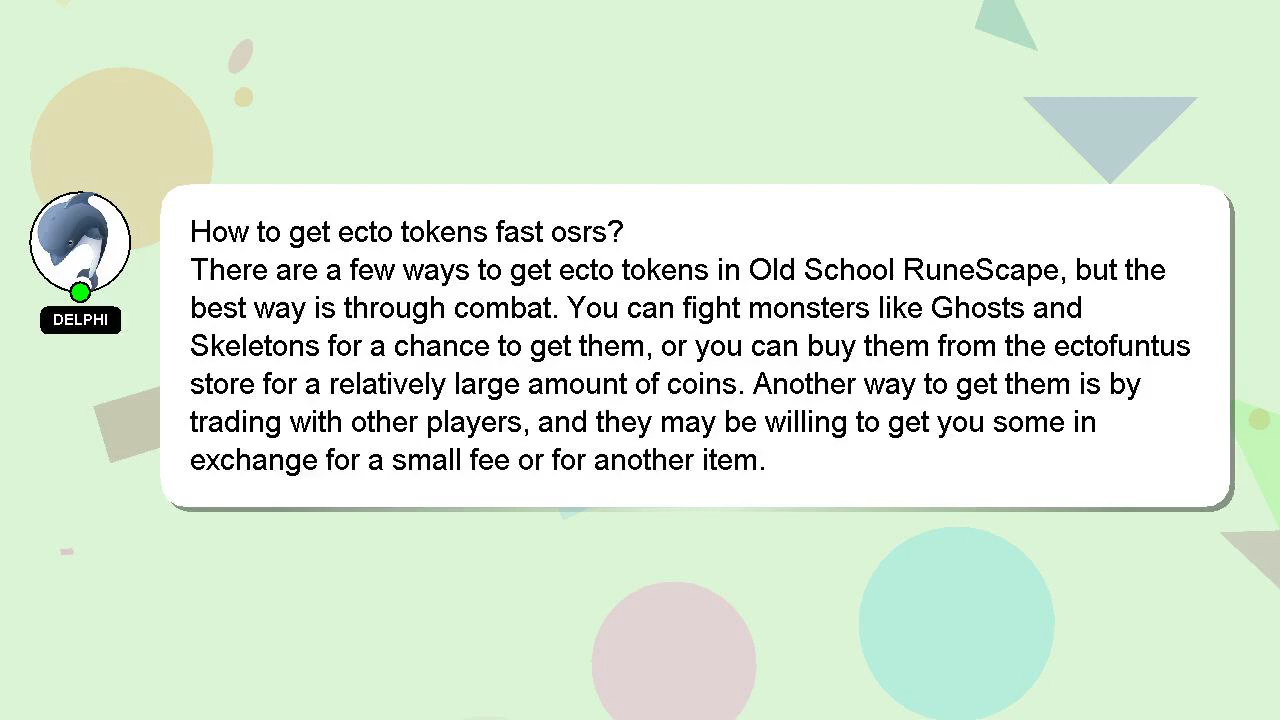 How to get ecto tokens fast osrs?
There are a few ways to get ecto tokens in Old School RuneScape, but the
best way is through combat. You can fight monsters like Ghosts and
Skeletons for a chance to get them, or you can buy them from the ectofuntus
store for a relatively large amount of coins. Another way to get them is by
trading with other players, and they may be willing to get you some in
exchange for a small fee or for another item.
DELPHI